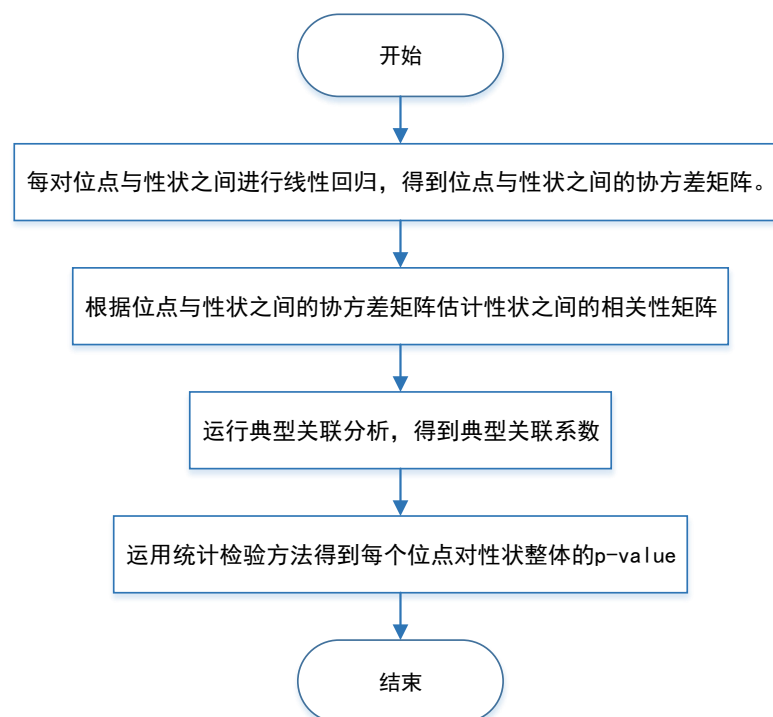 开始
每对位点与性状之间进行线性回归，得到位点与性状之间的协方差矩阵。
根据位点与性状之间的协方差矩阵估计性状之间的相关性矩阵
运行典型关联分析，得到典型关联系数
运用统计检验方法得到每个位点对性状整体的p-value
结束